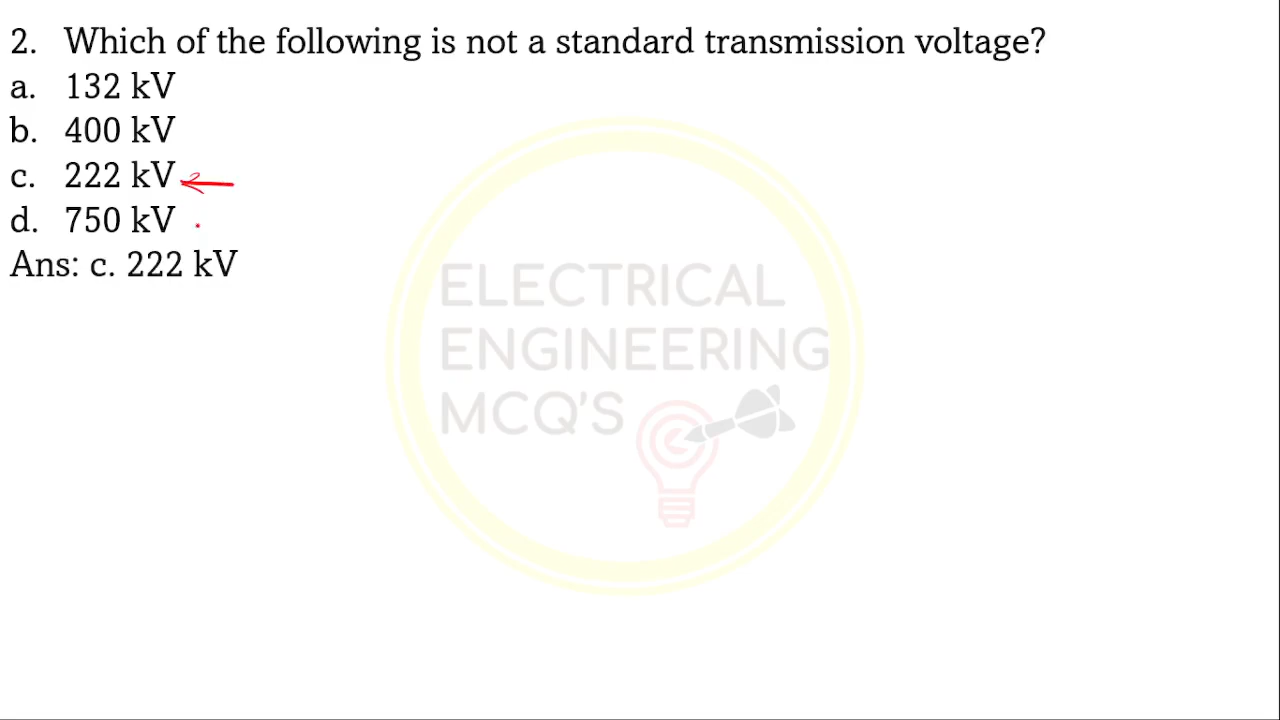 2. Which of the following is not a standard transmission voltage?
a. 132 kV
b. 400 kV
c. 222 kV
d. 750 kV
Ans: c. 222 kV
ELECTRICAL
ENGINEERING
MCQ'S